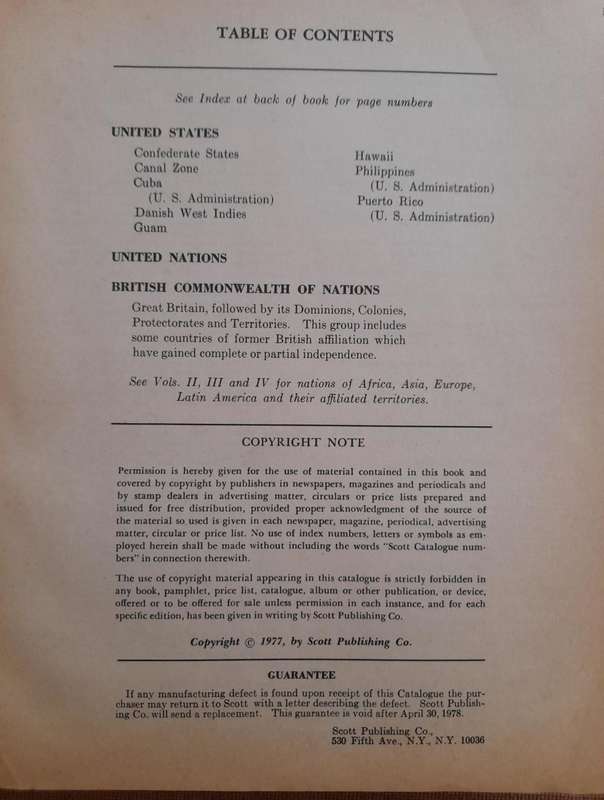 TABLE OF CONTENTS
See Index at back of book for page numbers
UNITED STATES
Confederate States
Canal Zone
Cuba
(U. S. Administration)
Danish West Indies
Guam
Hawaii
Philippines
(U. S. Administration)
Puerto Rico
(U. S. Administration)
UNITED NATIONS
BRITISH COMMONWEALTH OF NATIONS
Great Britain, followed by its Dominions, Colonies,
Protectorates and Territories. This group includes
some countries of former British affiliation which
have gained complete or partial independence.
See Vols. II, III and IV for nations of Africa, Asia, Europe,
Latin America and their affiliated territories.
COPYRIGHT NOTE
Permission is hereby given for the use of material contained in this book and
covered by copyright by publishers in newspapers, magazines and periodicals and
by stamp dealers in advertising matter, circulars or price lists prepared and
issued for free distribution, provided proper acknowledgment of the source of
the material so used is given in each newspaper, magazine, periodical, advertising
matter, circular or price list. No use of index numbers, letters or symbols as em-
ployed herein shall be made without including the words "Scott Catalogue num-
bers" in connection therewith.
The use of copyright material appearing in this catalogue is strictly forbidden in
any book, pamphlet, price list, catalogue, album or other publication, or device,
offered or to be offered for sale unless permission in each instance, and for each
specific edition, has been given in writing by Scott Publishing Co.
Copyright © 1977, by Scott Publishing Co.
GUARANTEE
If any manufacturing defect is found upon receipt of this Catalogue the pur-
chaser may return it to Scott with a letter describing the defect. Scott Publish-
ing Co. will send a replacement. This guarantee is void after April 30, 1978.
Scott Publishing Co.,
530 Fifth Ave., N.Y., N.Y. 10036